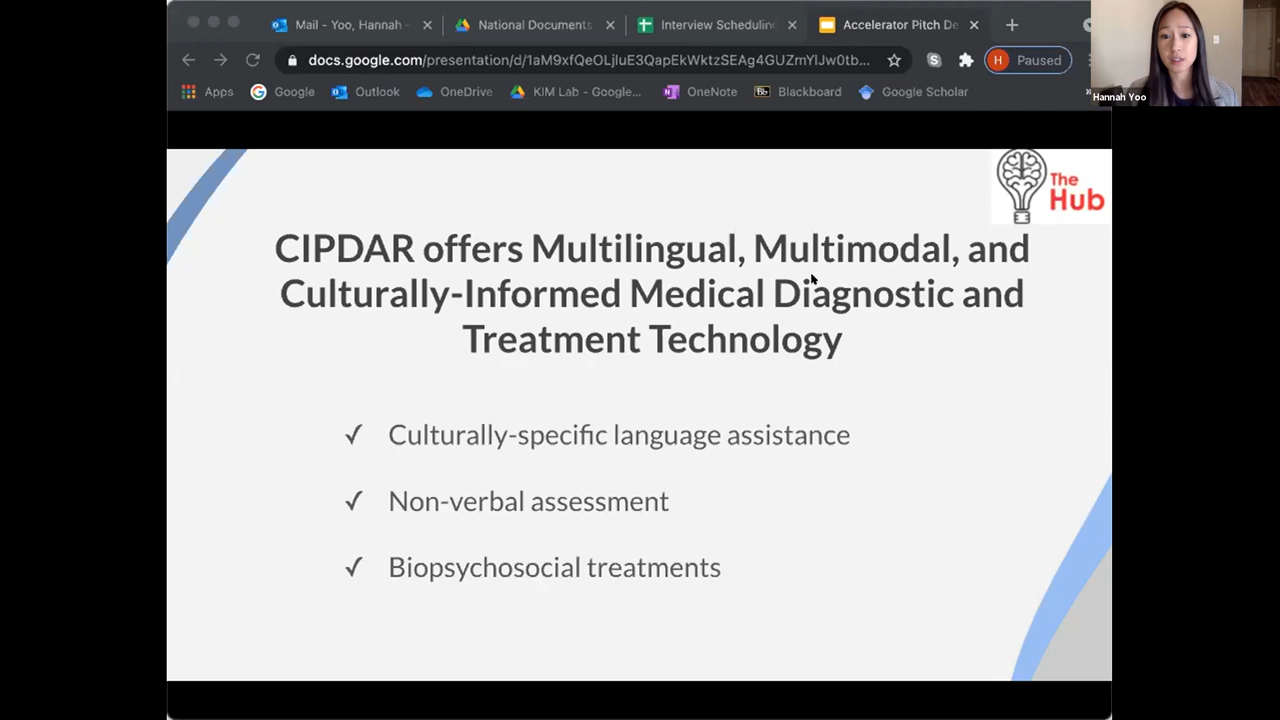 Mail - Yoo, Hannah -
National Documents
Interview Scheduling
Accelerator Pitch De
docs.google.com/presentation/d/1aM9xfQeOLjluE3QapEkWktzSEAg4GUZmYlJw0tb...
Paused
H
Apps
Google
Outlook
OneDrive
KIM Lab - Google...
OneNote
Bb
Blackboard
Google Scholar
»
Hannah Yoo
The
Hub
CIPDAR offers Multilingual, Multimodal, and
Culturally-Informed Medical Diagnostic and
Treatment Technology
✓ Culturally-specific language assistance
✓ Non-verbal assessment
✓ Biopsychosocial treatments